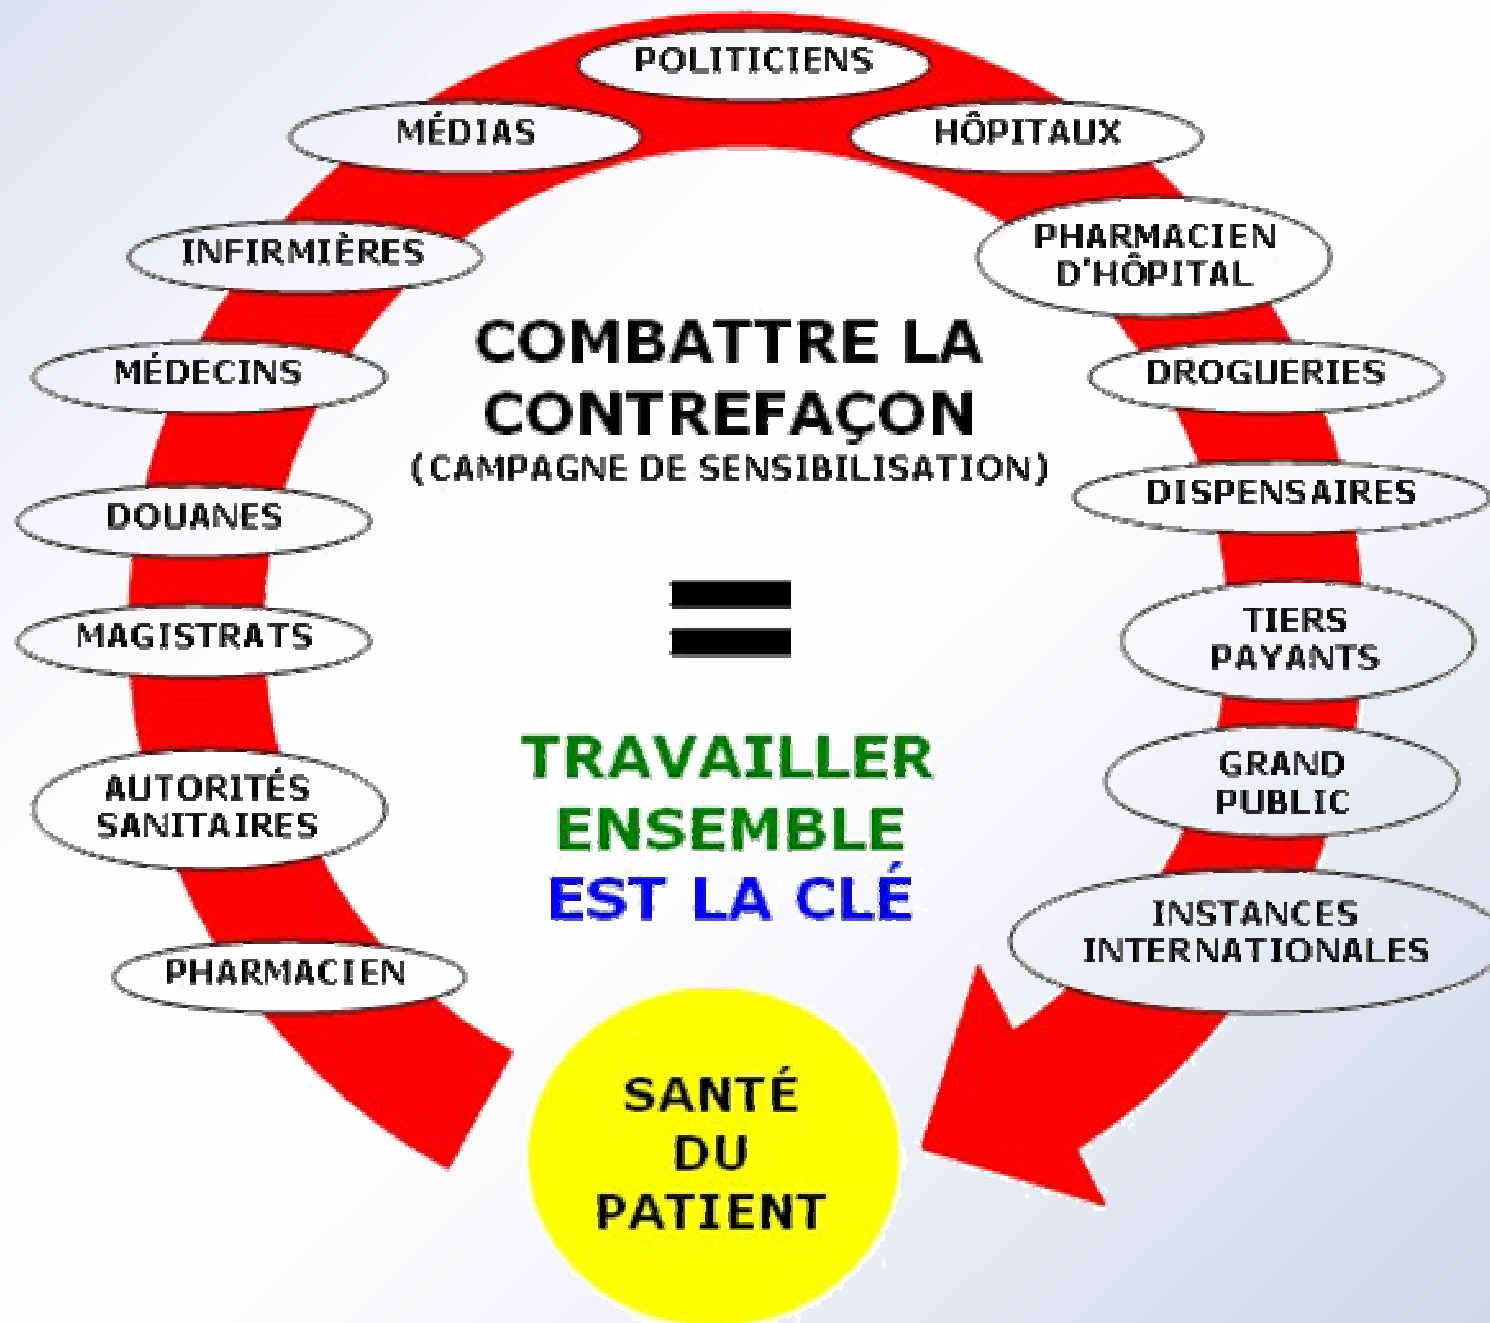 POLITICIENS
MÉDIAS
HÔPITAUX
INFIRMIÈRES
PHARMACIEN
D'HÔPITAL
COMBATTRE LA
CONTREFAÇON
(CAMPAGNE DE SENSIBILISATION)
MÉDECINS
DROGUERIES
DOUANES
DISPENSAIRES
=
MAGISTRATS
TIERS
PAYANTS
TRAVAILLER
ENSEMBLE
EST LA CLÉ
AUTORITÉS
SANITAIRES
GRAND
PUBLIC
PHARMACIEN
INSTANCES
INTERNATIONALES
SANTÉ
DU
PATIENT